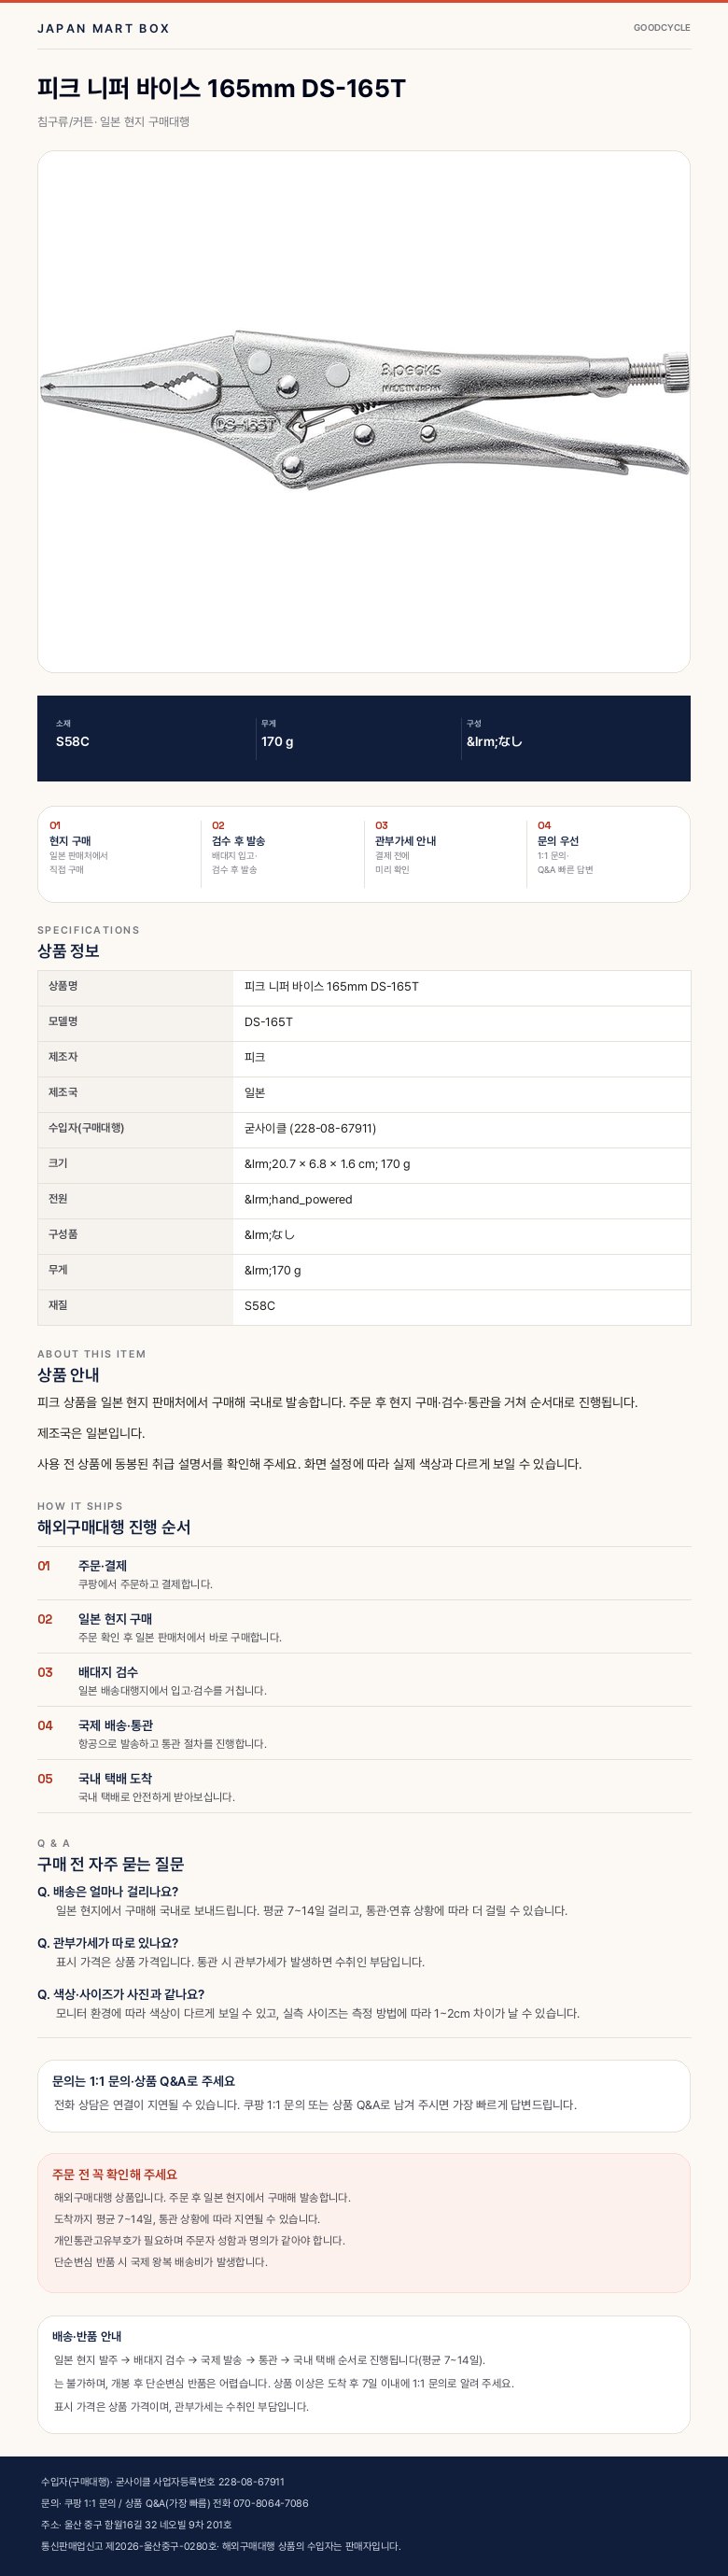 JAPAN MART BOX
GOODCYCLE
피크 니퍼 바이스 165mm DS-165T
침구류/커튼· 일본 현지 구매대행
3.peaks
MADE IN JAPAN
DS-165T
소재
S58C
무게
170 g
구성
&lrm;なし
01
현지 구매
일본 판매처에서
직접 구매
02
검수 후 발송
배대지 입고·
검수 후 발송
03
관부가세 안내
결제 전에
미리 확인
04
문의 우선
1:1 문의·
Q&A 빠른 답변
SPECIFICATIONS
상품 정보
상품명 피크 니퍼 바이스 165mm DS-165T
모델명 DS-165T
제조자 피크
제조국 일본
수입자(구매대행) 굳사이클 (228-08-67911)
크기 &lrm;20.7 × 6.8 × 1.6 cm; 170 g
전원 &lrm;hand_powered
구성품 &lrm;なし
무게 &lrm;170 g
재질 S58C
ABOUT THIS ITEM
상품 안내
피크 상품을 일본 현지 판매처에서 구매해 국내로 발송합니다. 주문 후 현지 구매·검수·통관을 거쳐 순서대로 진행됩니다.
제조국은 일본입니다.
사용 전 상품에 동봉된 취급 설명서를 확인해 주세요. 화면 설정에 따라 실제 색상과 다르게 보일 수 있습니다.
HOW IT SHIPS
해외구매대행 진행 순서
01 주문·결제
쿠팡에서 주문하고 결제합니다.
02 일본 현지 구매
주문 확인 후 일본 판매처에서 바로 구매합니다.
03 배대지 검수
일본 배송대행지에서 입고·검수를 거칩니다.
04 국제 배송·통관
항공으로 발송하고 통관 절차를 진행합니다.
05 국내 택배 도착
국내 택배로 안전하게 받아보십니다.
Q & A
구매 전 자주 묻는 질문
Q. 배송은 얼마나 걸리나요?
일본 현지에서 구매해 국내로 보내드립니다. 평균 7~14일 걸리고, 통관·연휴 상황에 따라 더 걸릴 수 있습니다.
Q. 관부가세가 따로 있나요?
표시 가격은 상품 가격입니다. 통관 시 관부가세가 발생하면 수취인 부담입니다.
Q. 색상·사이즈가 사진과 같나요?
모니터 환경에 따라 색상이 다르게 보일 수 있고, 실측 사이즈는 측정 방법에 따라 1~2cm 차이가 날 수 있습니다.
문의는 1:1 문의·상품 Q&A로 주세요
전화 상담은 연결이 지연될 수 있습니다. 쿠팡 1:1 문의 또는 상품 Q&A로 남겨 주시면 가장 빠르게 답변드립니다.
주문 전 꼭 확인해 주세요
해외구매대행 상품입니다. 주문 후 일본 현지에서 구매해 발송합니다.
도착까지 평균 7~14일, 통관 상황에 따라 지연될 수 있습니다.
개인통관고유부호가 필요하며 주문자 성함과 명의가 같아야 합니다.
단순변심 반품 시 국제 왕복 배송비가 발생합니다.
배송·반품 안내
일본 현지 발주 → 배대지 검수 → 국제 발송 → 통관 → 국내 택배 순서로 진행됩니다(평균 7~14일).
는 불가하며, 개봉 후 단순변심 반품은 어렵습니다. 상품 이상은 도착 후 7일 이내에 1:1 문의로 알려 주세요.
표시 가격은 상품 가격이며, 관부가세는 수취인 부담입니다.
수입자(구매대행)· 굳사이클 사업자등록번호 228-08-67911
문의· 쿠팡 1:1 문의 / 상품 Q&A(가장 빠름) 전화 070-8064-7086
주소· 울산 중구 함월16길 32 네오빌 9차 201호
통신판매업신고 제2026-울산중구-0280호· 해외구매대행 상품의 수입자는 판매자입니다.